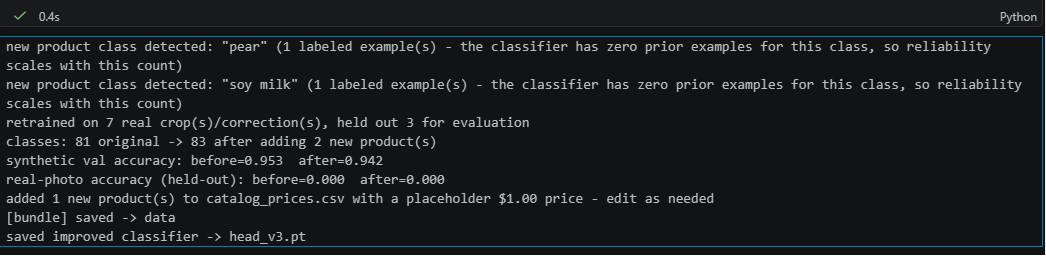 0.4s
Python
new product class detected: "pear" (1 labeled example(s) - the classifier has zero prior examples for this class, so reliability
scales with this count)
new product class detected: "soy milk" (1 labeled example(s) - the classifier has zero prior examples for this class, so reliability
scales with this count)
retrained on 7 real crop(s)/correction(s), held out 3 for evaluation
classes: 81 original -> 83 after adding 2 new product(s)
synthetic val accuracy: before=0.953  after=0.942
real-photo accuracy (held-out): before=0.000  after=0.000
added 1 new product(s) to catalog_prices.csv with a placeholder $1.00 price - edit as needed
[bundle] saved -> data
saved improved classifier -> head_v3.pt